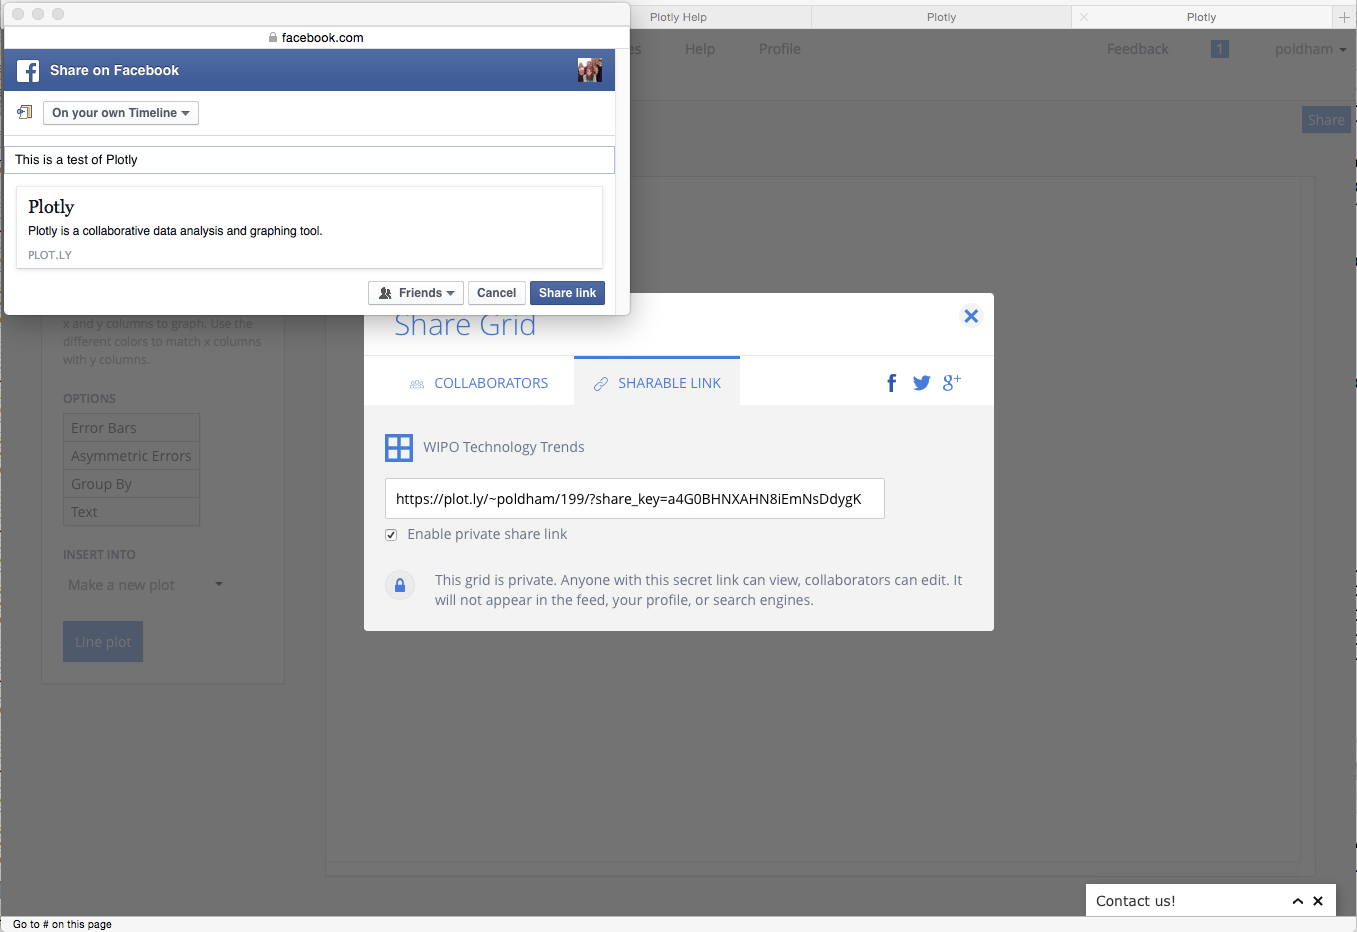 Plotly Help
Plotly
Plotly
facebook.com
Share on Facebook
On your own Timeline
This is a test of Plotly
Plotly
Plotly is a collaborative data analysis and graphing tool.
PLOT.LY
Friends
Cancel
Share link
es
Help
Profile
Feedback
1
poldham
Share
x and y columns to graph. Use the
different colors to match x columns
with y columns.
OPTIONS
Error Bars
Asymmetric Errors
Group By
Text
INSERT INTO
Make a new plot
Line plot
Share Grid
COLLABORATORS
SHARABLE LINK
WIPO Technology Trends
https://plot.ly/~poldham/199/?share_key=a4G0BHNXAHN8iEmNsDdygK
Enable private share link
This grid is private. Anyone with this secret link can view, collaborators can edit. It
will not appear in the feed, your profile, or search engines.
Contact us!
Go to # on this page